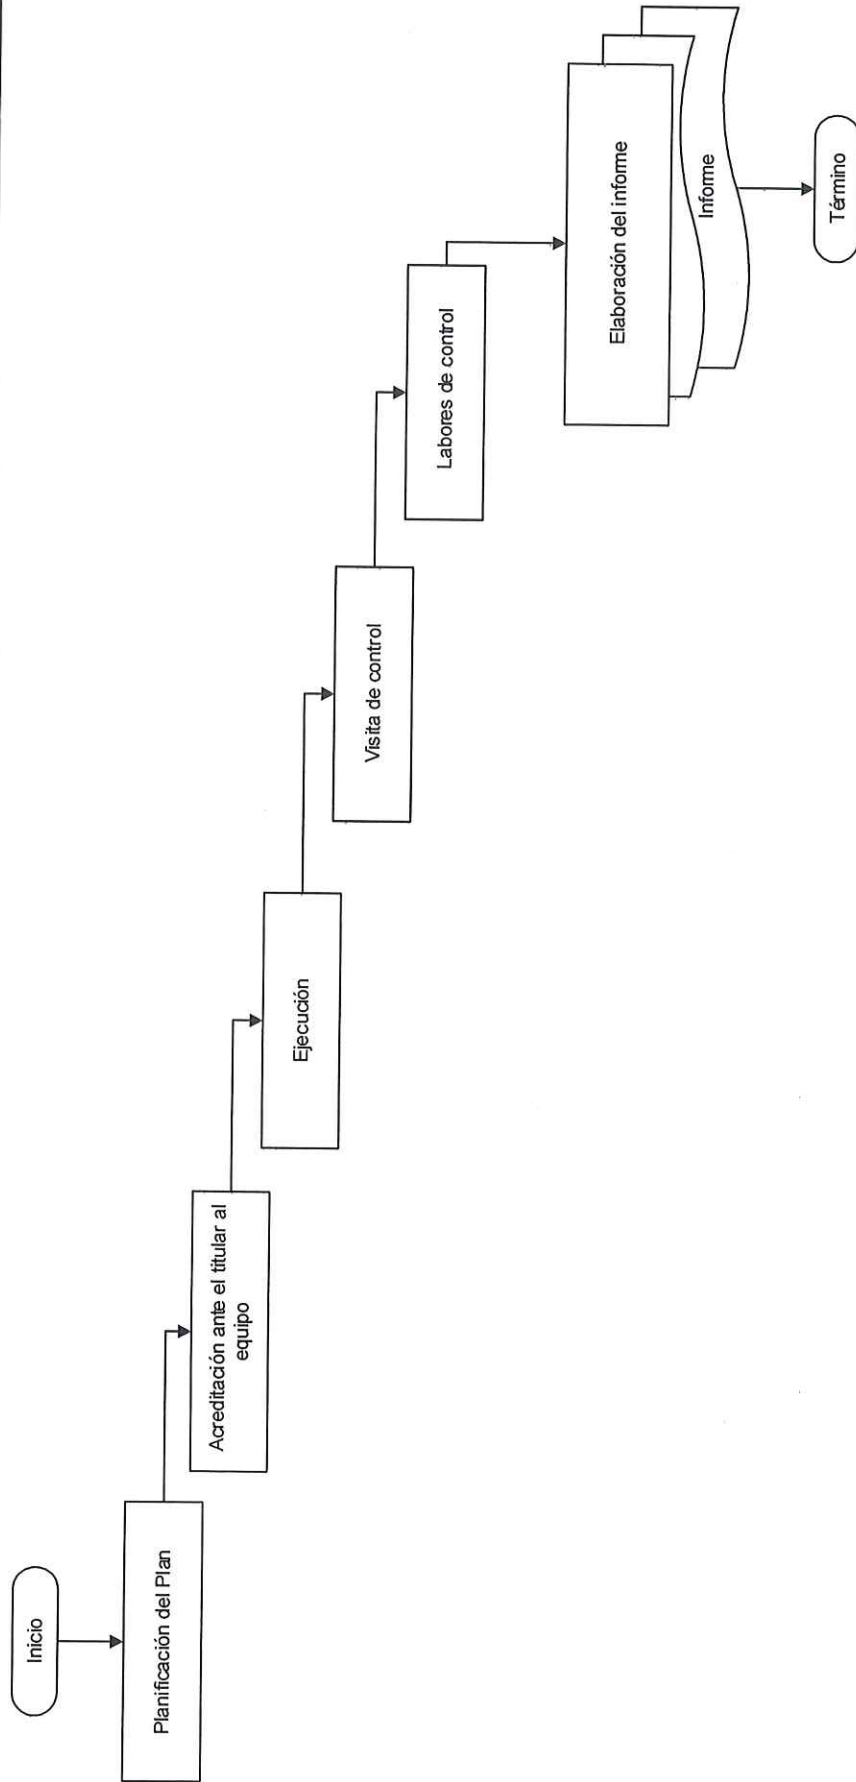 Inicio
Planificación del Plan
Acreditación ante el titular al
equipo
Ejecución
Visita de control
Labores de control
Elaboración del informe
Informe
Término